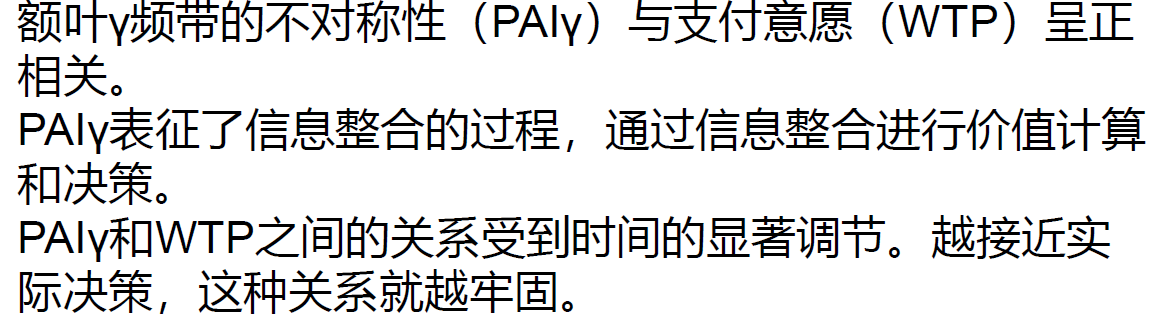 额叶γ频带的不对称性（PAIγ）与支付意愿（WTP）呈正
相关。
PAIγ表征了信息整合的过程，通过信息整合进行价值计算
和决策。
PAIγ和WTP之间的关系受到时间的显著调节。越接近实
际决策，这种关系就越牢固。